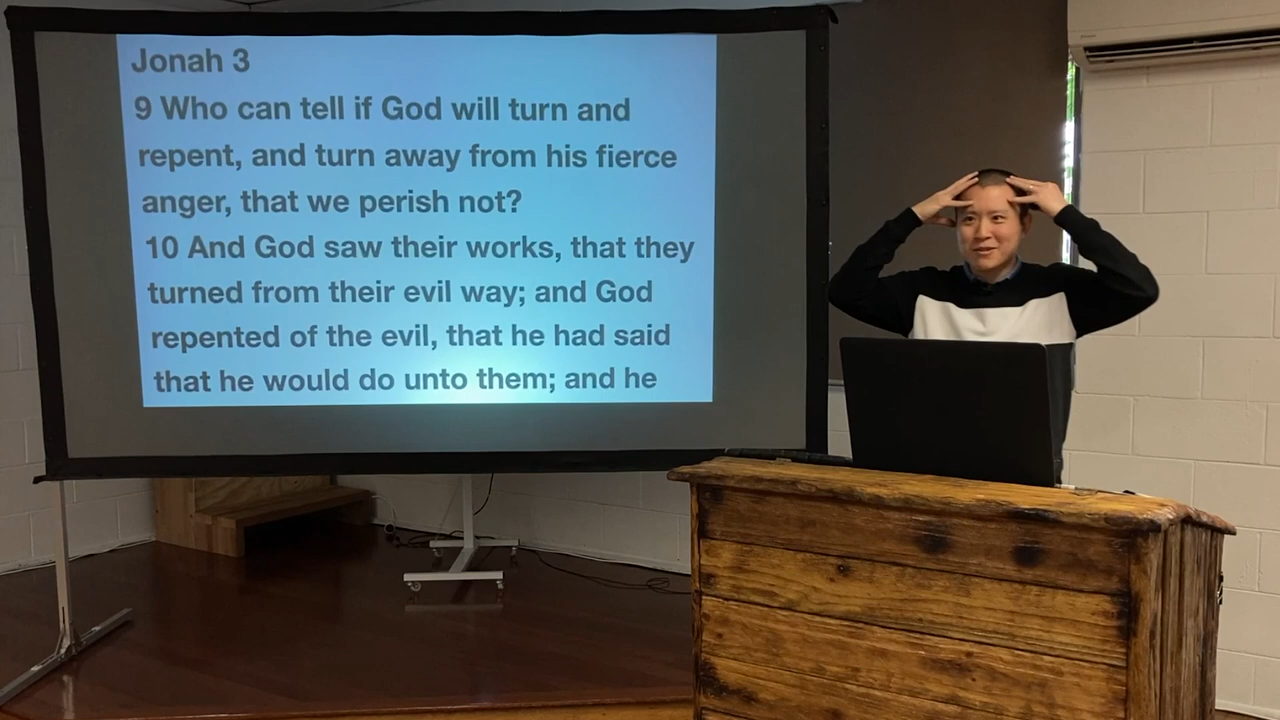 Jonah 3
9 Who can tell if God will turn and
repent, and turn away from his fierce
anger, that we perish not?
10 And God saw their works, that they
turned from their evil way; and God
repented of the evil, that he had said
that he would do unto them; and he